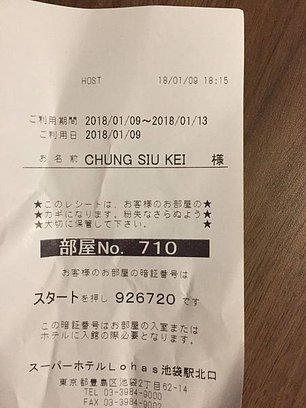 HOST 18/01/09 18:15
ご利用期間 2018/01/09～2018/01/13
ご利用日 2018/01/09
お名前 CHUNG SIU KEI 様
★このレシートは、お客様のお部屋の★
★カギになります。紛失なさらぬよう★
★大切に保管して下さい。★
部屋No. 710
お客様のお部屋の暗証番号は
スタートを押し 926720 です
この暗証番号はお部屋の入室または
ホテルに入館の際必要となります。
スーパーホテルLohas池袋駅北口
東京都豊島区池袋2丁目62-14
TEL 03-3984-9000
FAX 03-3984-9002